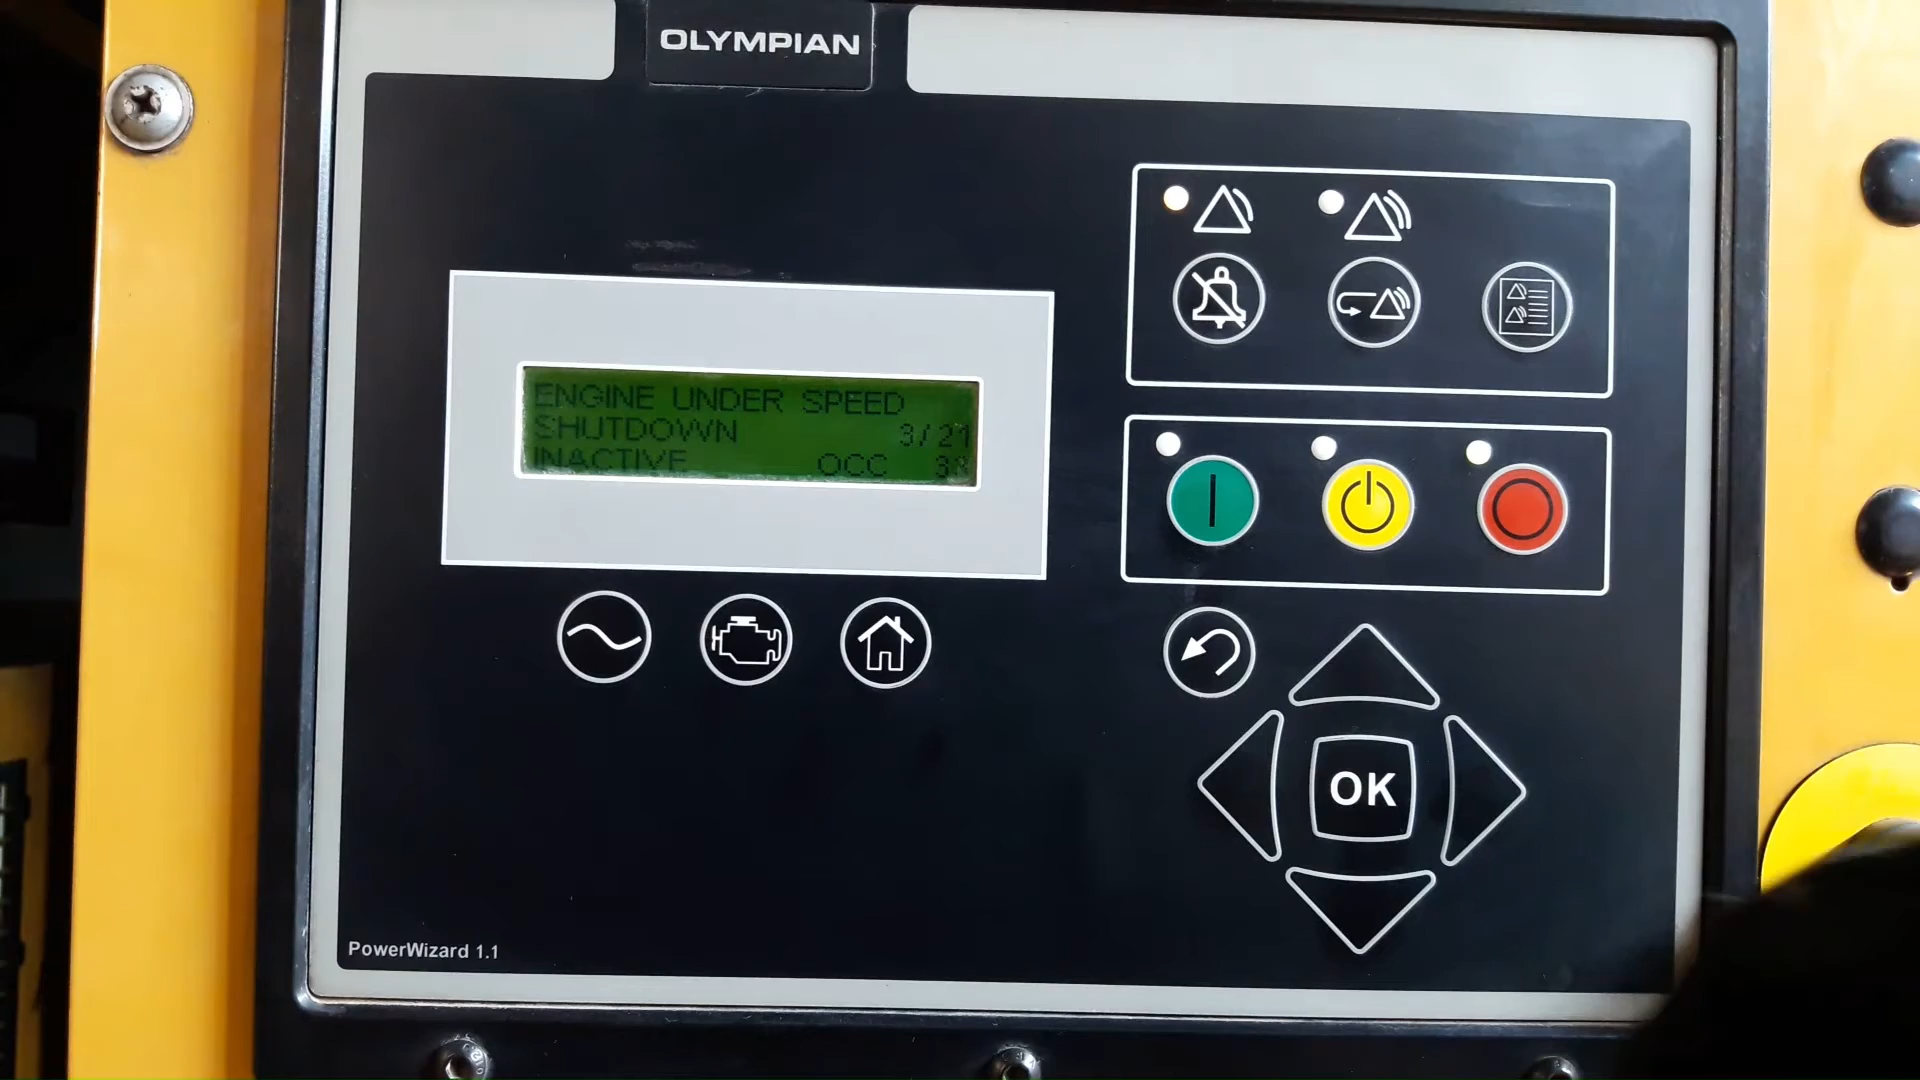 OLYMPIAN
ENGINE UNDER SPEED
SHUTDOWN 3/21
INACTIVE OCC
OK
PowerWizard 1.1